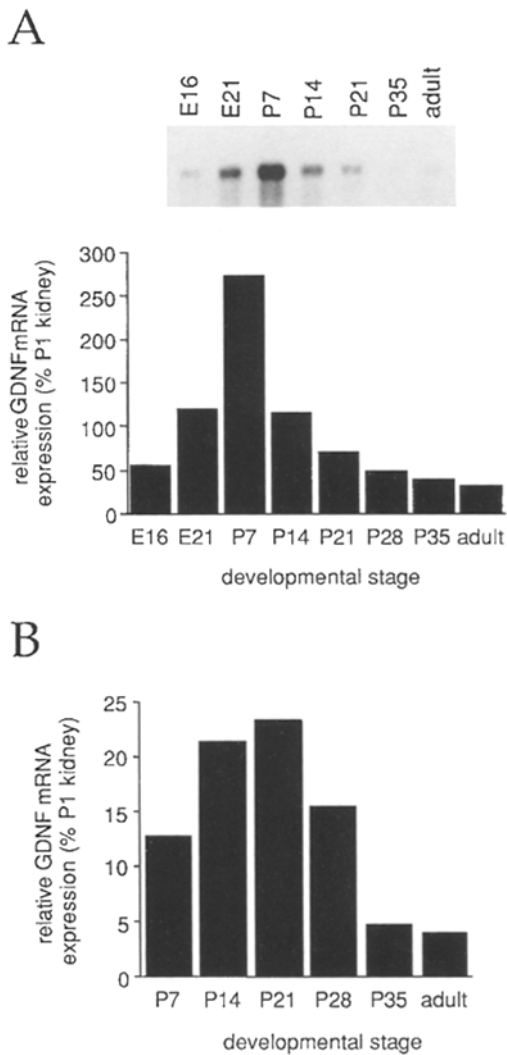 A
E16 E21 P7 P14 P21 P35 adult
relative GDNF mRNA
expression (% P1 kidney)
300
250
200
150
100
50
0
E16 E21 P7 P14 P21 P28 P35 adult
developmental stage
B
relative GDNF mRNA
expression (% P1 kidney)
25
20
15
10
5
0
P7 P14 P21 P28 P35 adult
developmental stage